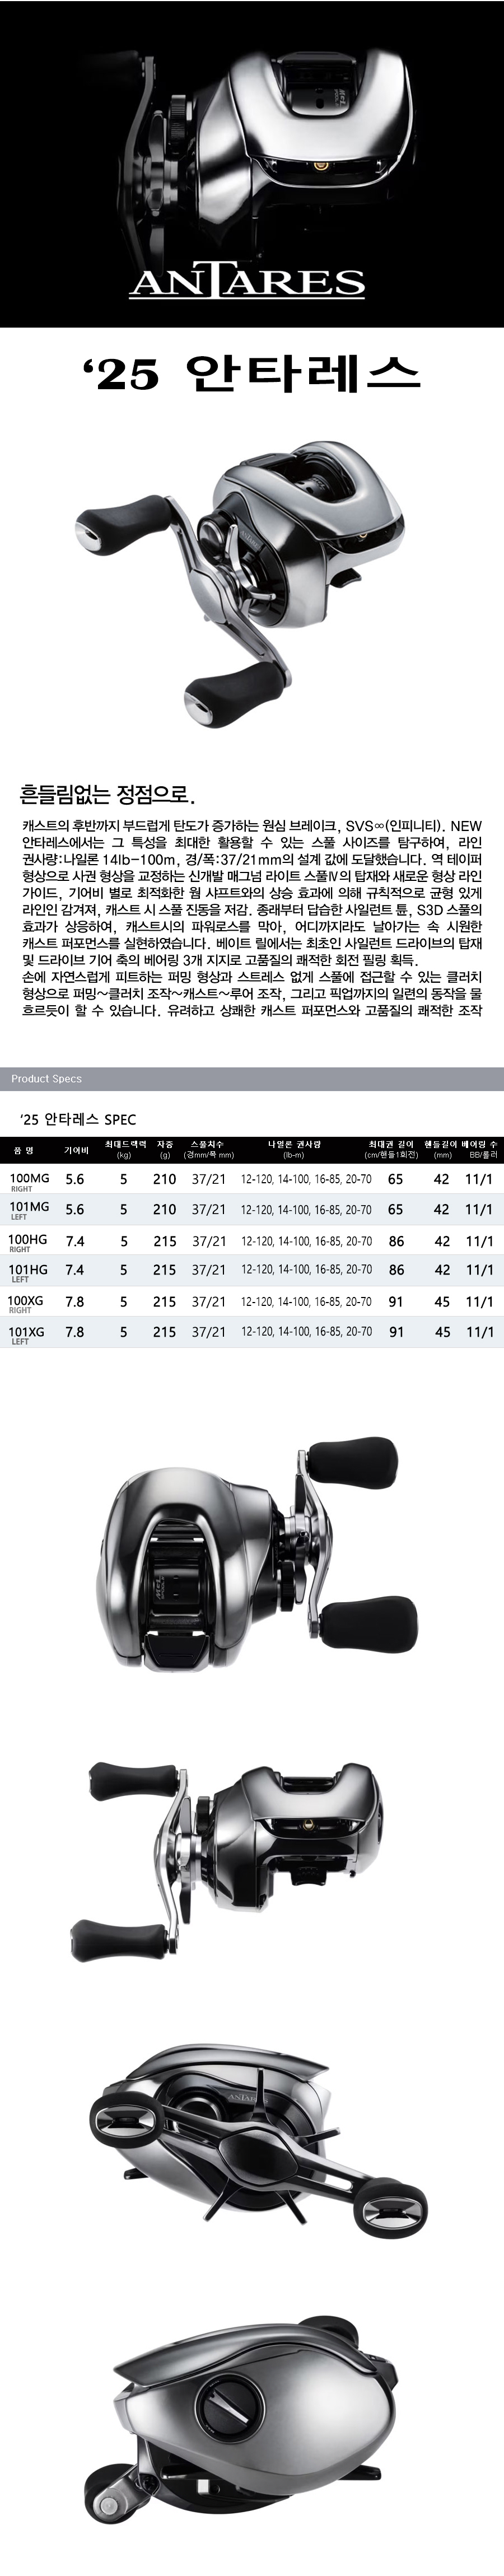 ANTARES
‘25 안타레스
흔들림없는 정점으로.
캐스트의 후반까지 부드럽게 탄도가 증가하는 원심 브레이크, SVS∞(인피니티). NEW
안타레스에서는 그 특성을 최대한 활용할 수 있는 스풀 사이즈를 탐구하여, 라인
권사량:나일론 14lb-100m, 경/폭:37/21mm의 설계 값에 도달했습니다. 역 테이퍼
형상으로 사권 형상을 교정하는 신개발 매그넘 라이트 스풀Ⅳ의 탑재와 새로운 형상 라인
가이드, 기어비 별로 최적화한 웜 샤프트와의 상승 효과에 의해 규칙적으로 균형 있게
라인인 감겨져, 캐스트 시 스풀 진동을 저감. 종래부터 답습한 사일런트 튠, S3D 스풀의
효과가 상응하여, 캐스트시의 파워로스를 막아, 어디까지라도 날아가는 속 시원한
캐스트 퍼포먼스를 실현하였습니다. 베이트 릴에서는 최초인 사일런트 드라이브의 탑재
및 드라이브 기어 축의 베어링 3개 지지로 고품질의 쾌적한 회전 필링 획득.
손에 자연스럽게 피트하는 퍼밍 형상과 스트레스 없게 스풀에 접근할 수 있는 클러치
형상으로 퍼밍~클러치 조작~캐스트~루어 조작, 그리고 픽업까지의 일련의 동작을 물
흐르듯이 할 수 있습니다. 유려하고 상쾌한 캐스트 퍼포먼스와 고품질의 쾌적한 조작
Product Specs
‘25 안타레스 SPEC
품 명 기어비 최대드랙력 (kg) 자중 (g) 스풀치수 (경mm/폭 mm) 나일론 권사량 (lb-m) 최대권 길이 (cm/핸들1회전) 핸들길이 (mm) 베어링 수 BB/롤러
100MG RIGHT 5.6 5 210 37/21 12-120, 14-100, 16-85, 20-70 65 42 11/1
101MG LEFT 5.6 5 210 37/21 12-120, 14-100, 16-85, 20-70 65 42 11/1
100HG RIGHT 7.4 5 215 37/21 12-120, 14-100, 16-85, 20-70 86 42 11/1
101HG LEFT 7.4 5 215 37/21 12-120, 14-100, 16-85, 20-70 86 42 11/1
100XG RIGHT 7.8 5 215 37/21 12-120, 14-100, 16-85, 20-70 91 45 11/1
101XG LEFT 7.8 5 215 37/21 12-120, 14-100, 16-85, 20-70 91 45 11/1